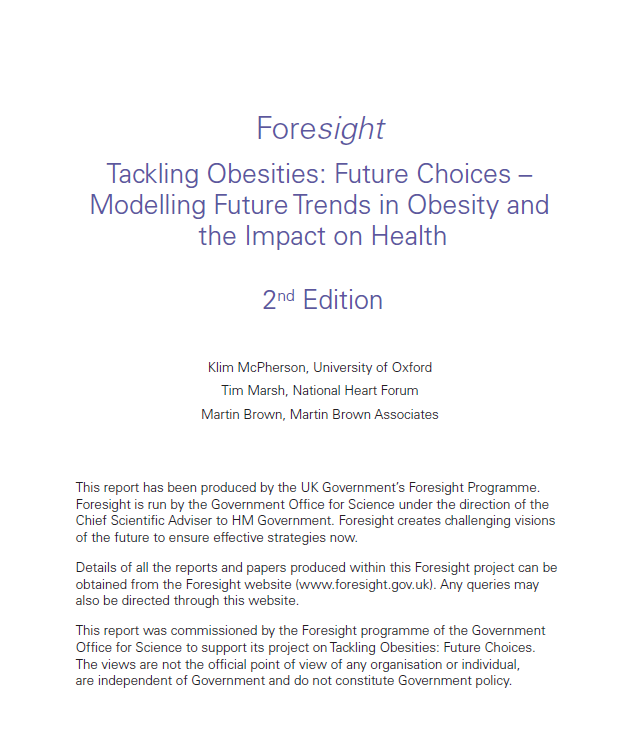 Foresight
Tackling Obesities: Future Choices –
Modelling Future Trends in Obesity and
the Impact on Health
2nd Edition
Klim McPherson, University of Oxford
Tim Marsh, National Heart Forum
Martin Brown, Martin Brown Associates
This report has been produced by the UK Government’s Foresight Programme.
Foresight is run by the Government Office for Science under the direction of the
Chief Scientific Adviser to HM Government. Foresight creates challenging visions
of the future to ensure effective strategies now.
Details of all the reports and papers produced within this Foresight project can be
obtained from the Foresight website (www.foresight.gov.uk). Any queries may
also be directed through this website.
This report was commissioned by the Foresight programme of the Government
Office for Science to support its project on Tackling Obesities: Future Choices.
The views are not the official point of view of any organisation or individual,
are independent of Government and do not constitute Government policy.